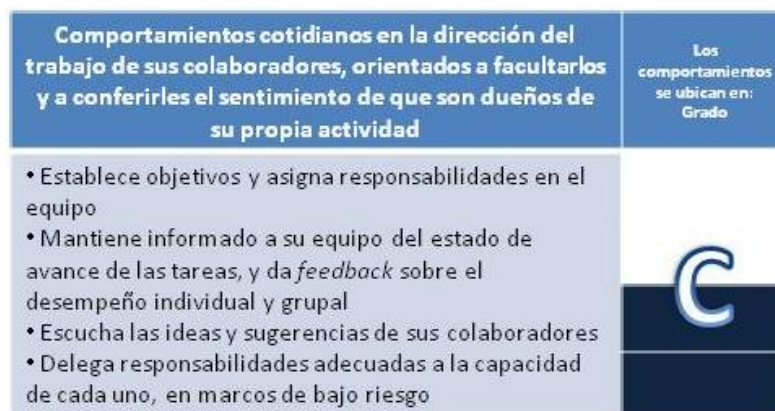 Comportamientos cotidianos en la dirección del
trabajo de sus colaboradores, orientados a facultarlos
y a conferirles el sentimiento de que son dueños de
su propia actividad
Los
comportamientos
se ubican en:
Grado
• Establece objetivos y asigna responsabilidades en el
equipo
• Mantiene informado a su equipo del estado de
avance de las tareas, y da feedback sobre el
desempeño individual y grupal
• Escucha las ideas y sugerencias de sus colaboradores
• Delega responsabilidades adecuadas a la capacidad
de cada uno, en marcos de bajo riesgo
C